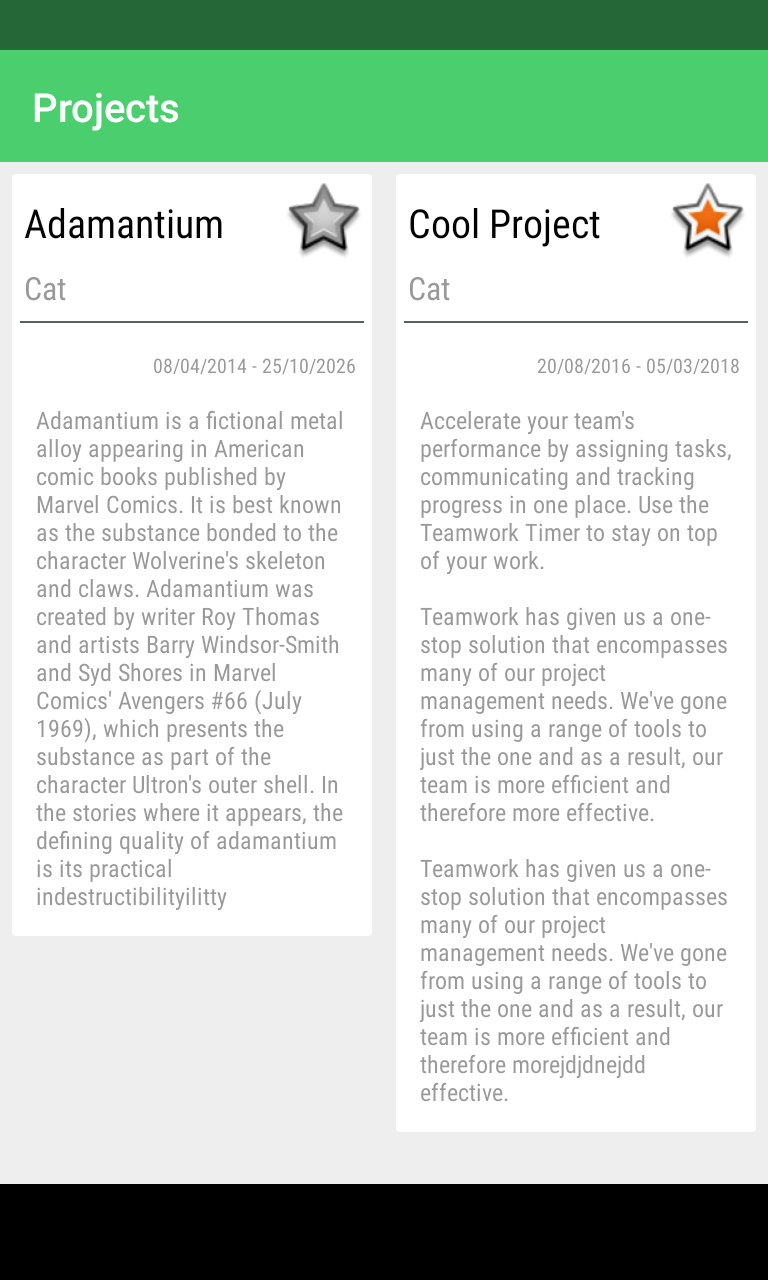 Projects
Adamantium
Cat
08/04/2014 - 25/10/2026
Adamantium is a fictional metal
alloy appearing in American
comic books published by
Marvel Comics. It is best known
as the substance bonded to the
character Wolverine's skeleton
and claws. Adamantium was
created by writer Roy Thomas
and artists Barry Windsor-Smith
and Syd Shores in Marvel
Comics' Avengers #66 (July
1969), which presents the
substance as part of the
character Ultron's outer shell. In
the stories where it appears, the
defining quality of adamantium
is its practical
indestructibilityilitty
Cool Project
Cat
20/08/2016 - 05/03/2018
Accelerate your team's
performance by assigning tasks,
communicating and tracking
progress in one place. Use the
Teamwork Timer to stay on top
of your work.
Teamwork has given us a one-
stop solution that encompasses
many of our project
management needs. We've gone
from using a range of tools to
just the one and as a result, our
team is more efficient and
therefore more effective.
Teamwork has given us a one-
stop solution that encompasses
many of our project
management needs. We've gone
from using a range of tools to
just the one and as a result, our
team is more efficient and
therefore morejdjdnejdd
effective.